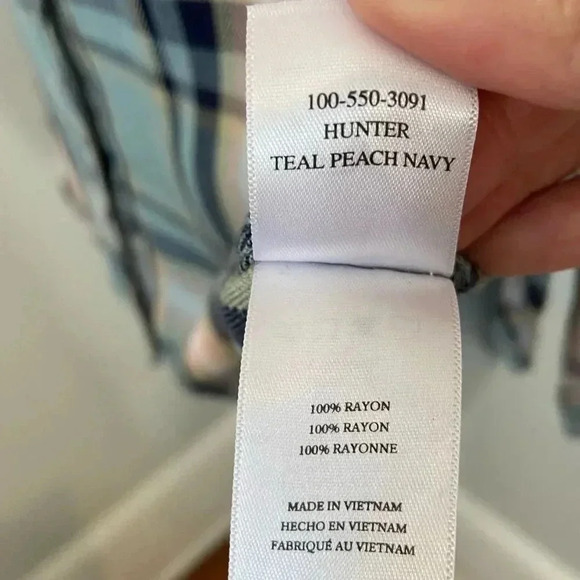 100-550-3091
HUNTER
TEAL PEACH NAVY
100% RAYON
100% RAYON
100% RAYONNE
MADE IN VIETNAM
HECHO EN VIETNAM
FABRIQUÉ AU VIETNAM